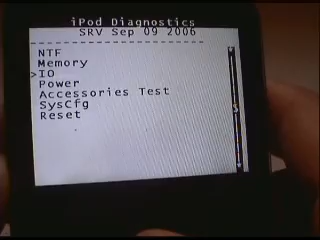 iPod Diagnostics
SRV Sep 09 2006
----------------------------
NTF
Memory
>IO
Power
Accessories Test
SysCfg
Reset